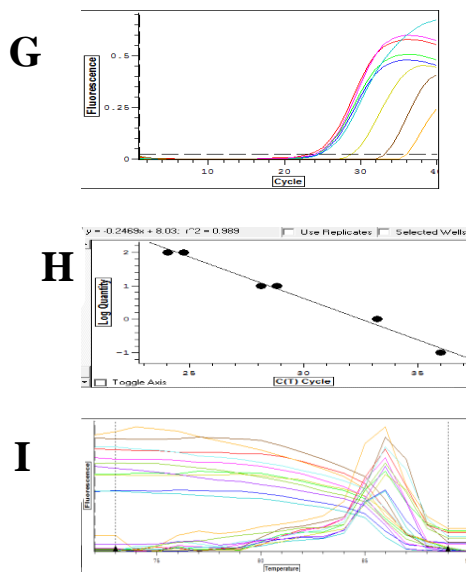 G
Fluorescence
0.5
0.25
0
10
20
30
40
Cycle
H
y = -0.2469x + 8.03; r^2 = 0.989
Use Replicates
Selected Wells
Log Quantity
2
1
0
-1
25
30
35
Toggle Axis
C(T) Cycle
I
Fluorescence
75
80
85
Temperature